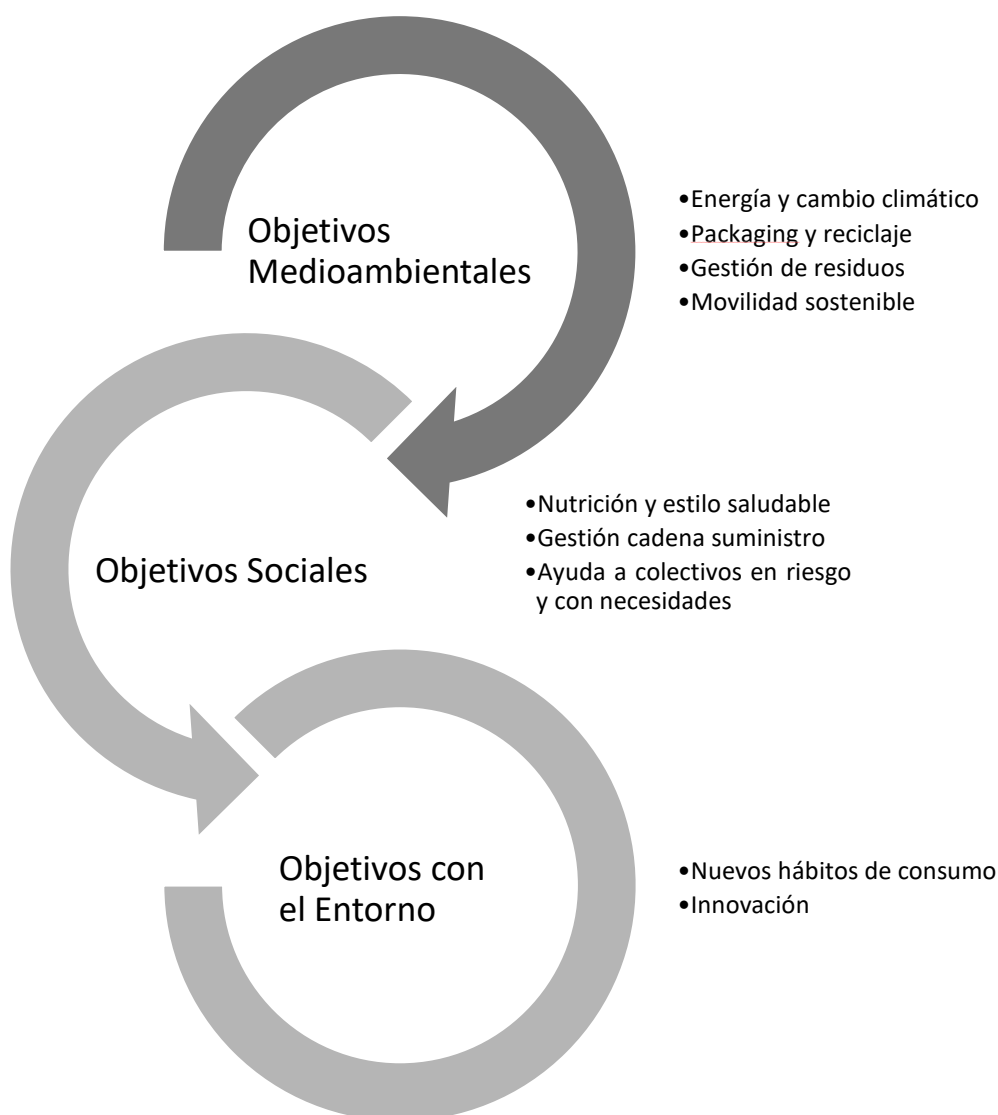 Objetivos
Medioambientales
•Energía y cambio climático
•Packaging y reciclaje
•Gestión de residuos
•Movilidad sostenible
Objetivos Sociales
•Nutrición y estilo saludable
•Gestión cadena suministro
•Ayuda a colectivos en riesgo
y con necesidades
Objetivos con
el Entorno
•Nuevos hábitos de consumo
•Innovación